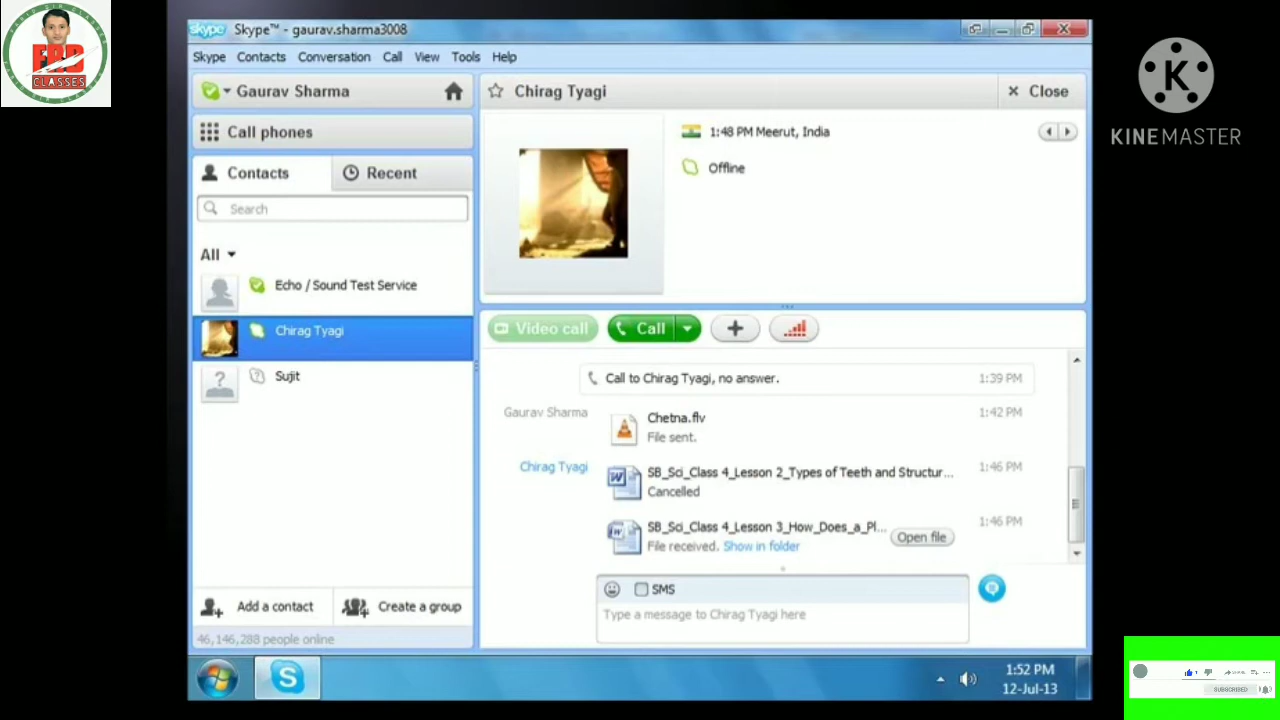 FRD
CLASSES
skype Skype™ - gaurav.sharma3008
Skype Contacts Conversation Call View Tools Help
Gaurav Sharma
Call phones
Contacts Recent
Search
All
Echo / Sound Test Service
Chirag Tyagi
Sujit
Add a contact Create a group
46,146,288 people online
Chirag Tyagi × Close
1:48 PM Meerut, India
Offline
Video call Call
Call to Chirag Tyagi, no answer. 1:39 PM
Gaurav Sharma Chetna.flv 1:42 PM
File sent.
Chirag Tyagi SB_Sci_Class 4_Lesson 2_Types of Teeth and Structur... 1:46 PM
Cancelled
SB_Sci_Class 4_Lesson 3_How_Does_a_Pl... Open file 1:46 PM
File received. Show in folder
SMS
Type a message to Chirag Tyagi here
1:52 PM
12-Jul-13
K
KINEMASTER
SUBSCRIBED